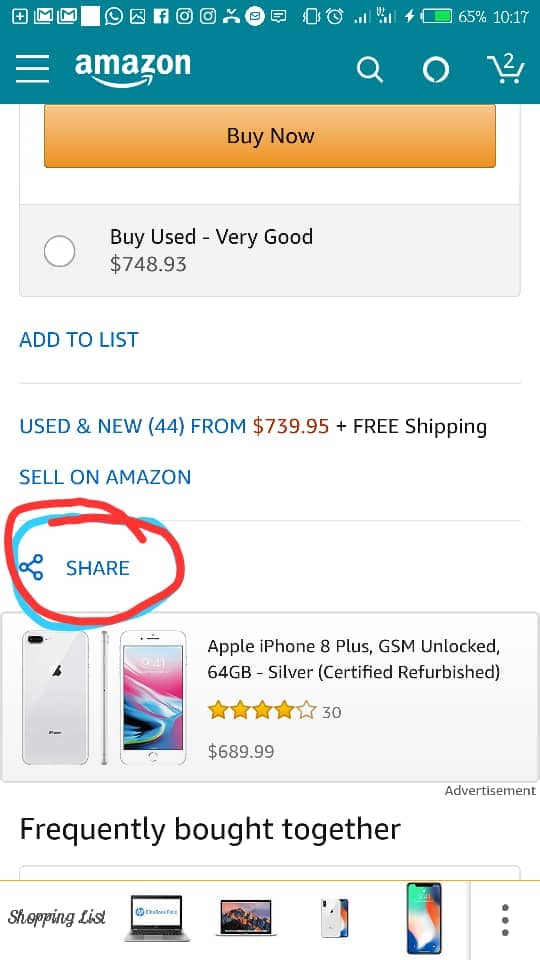 65% 10:17
amazon
2
Buy Now
Buy Used - Very Good
$748.93
ADD TO LIST
USED & NEW (44) FROM $739.95 + FREE Shipping
SELL ON AMAZON
SHARE
Apple iPhone 8 Plus, GSM Unlocked,
64GB - Silver (Certified Refurbished)
30
$689.99
Advertisement
Frequently bought together
Shopping List